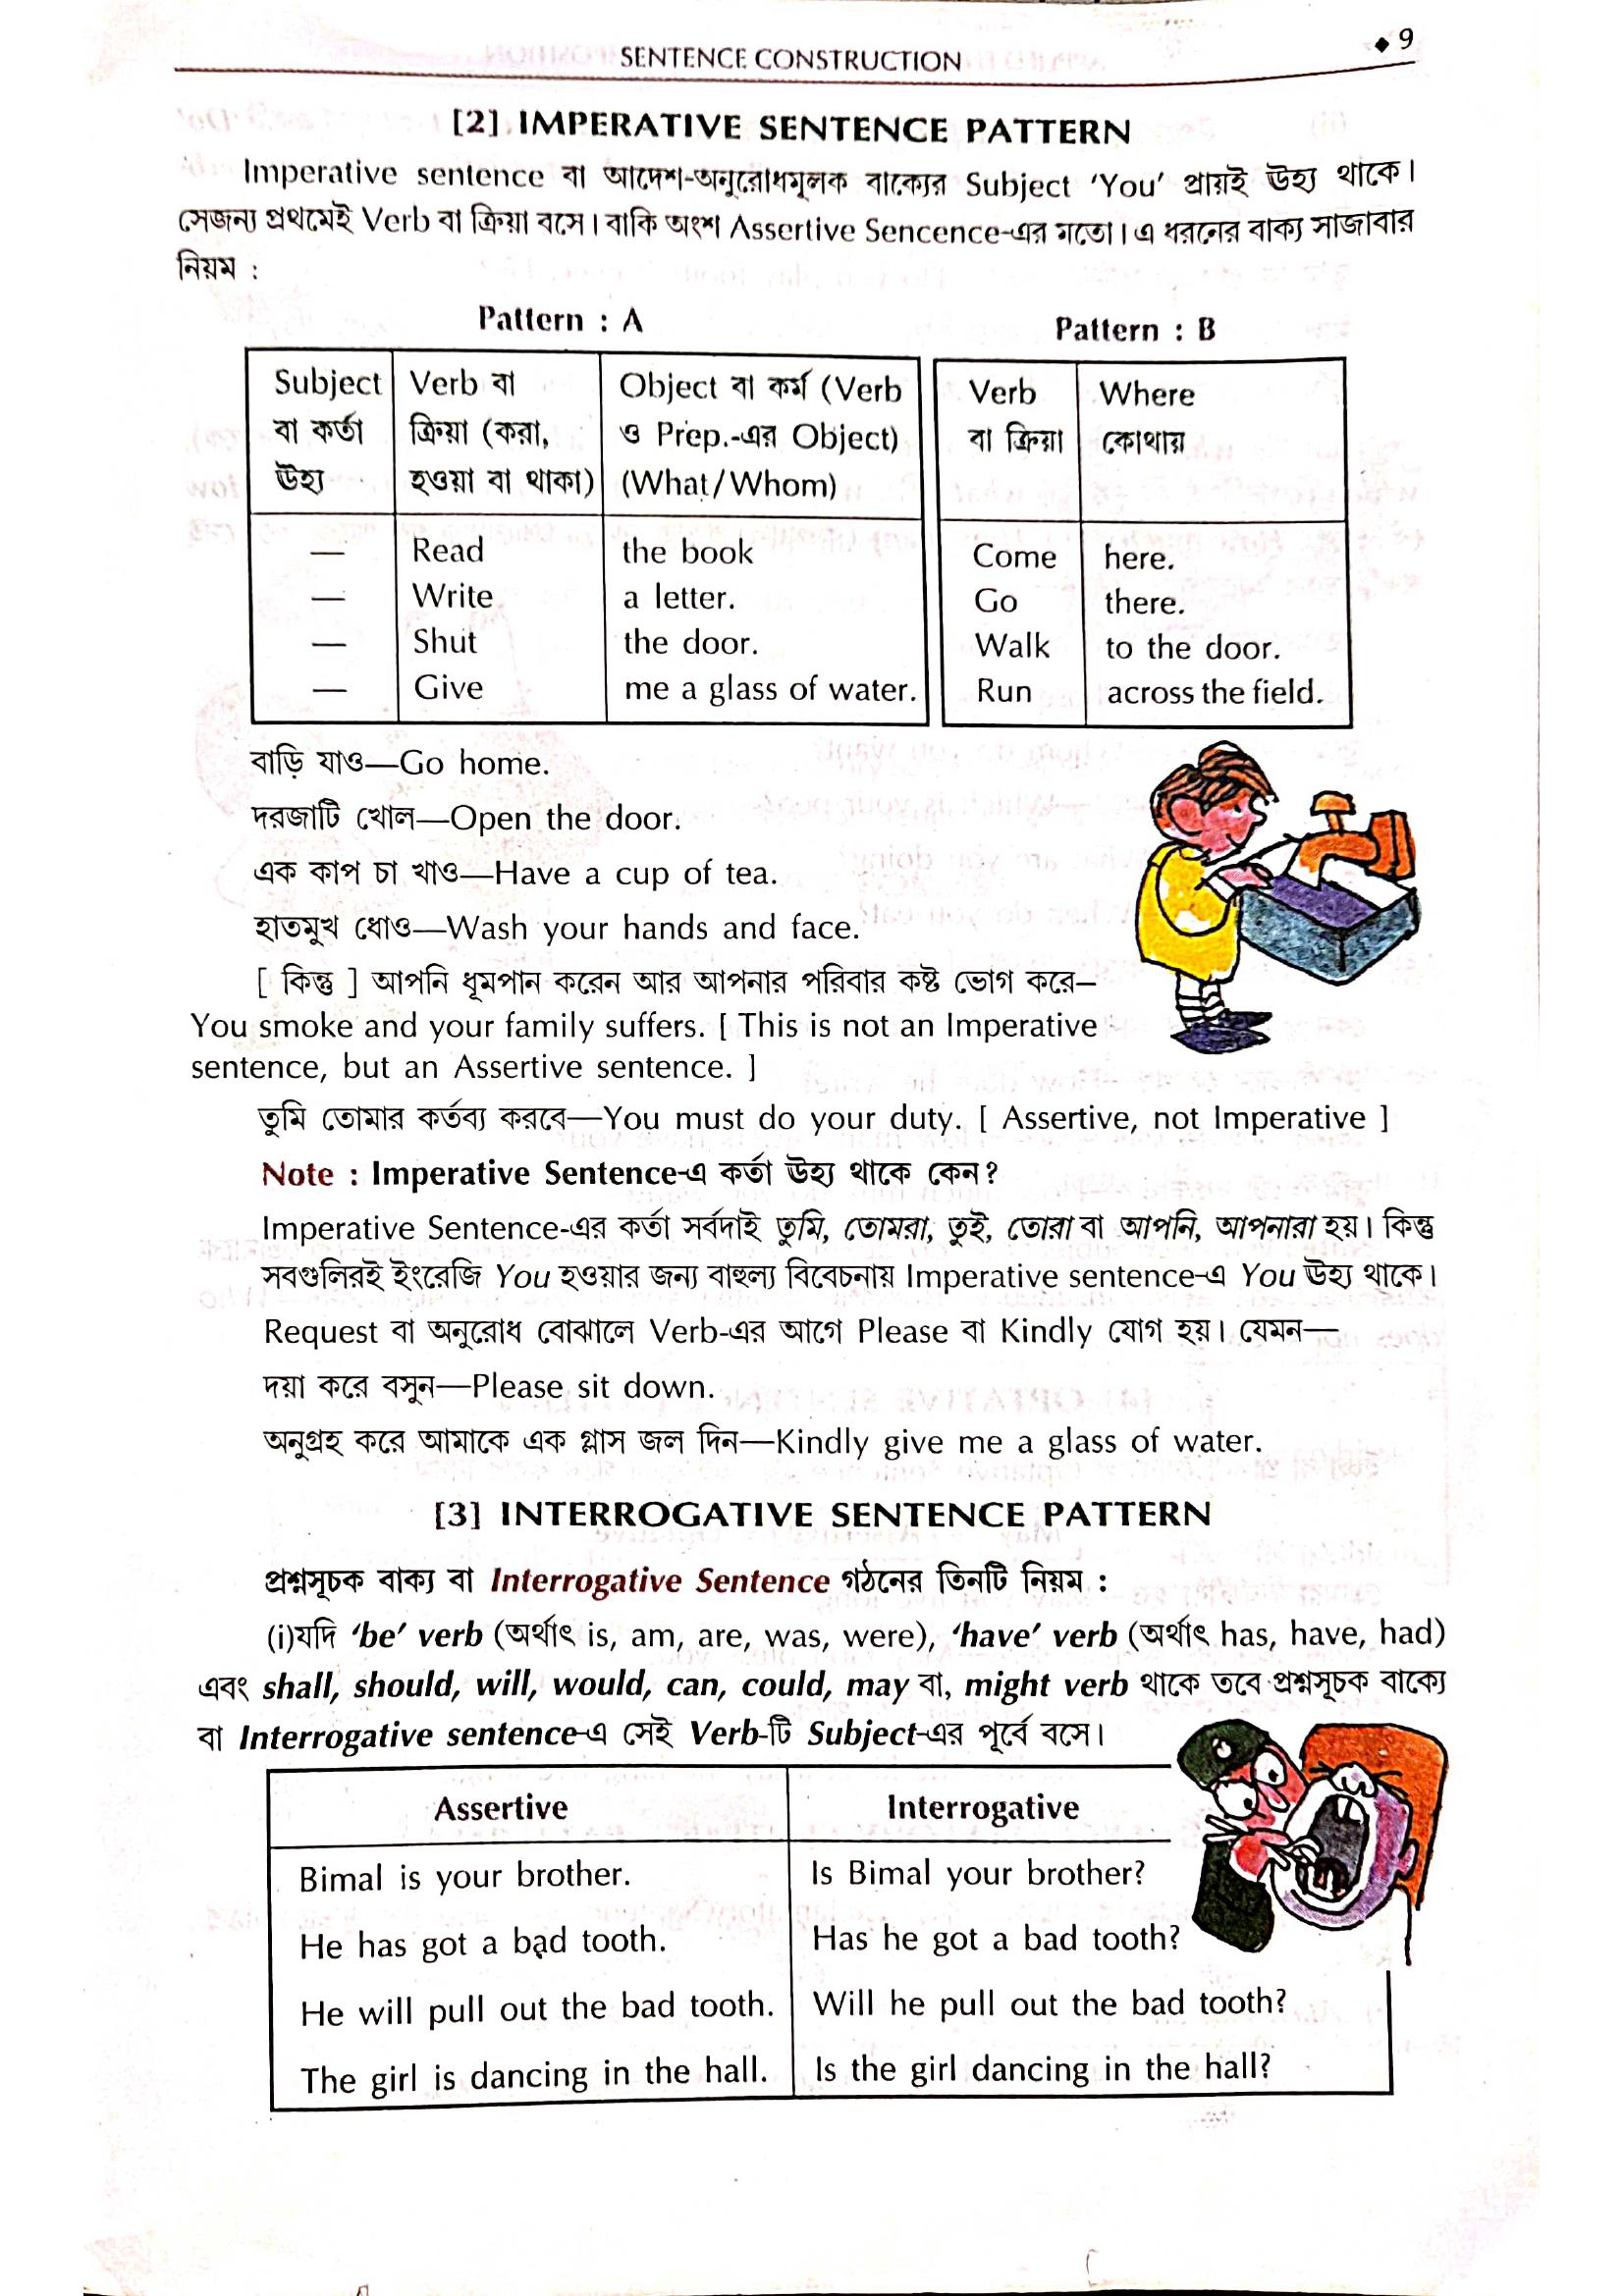 SENTENCE CONSTRUCTION
◆ 9
[2] IMPERATIVE SENTENCE PATTERN
Imperative sentence বা আদেশ-অনুরোধমূলক বাক্যের Subject ‘You’ প্রায়ই ঊহ্য থাকে।
সেজন্য প্রথমেই Verb বা ক্রিয়া বসে। বাকি অংশ Assertive Sencence-এর মতো। এ ধরনের বাক্য সাজাবার
নিয়ম :
Pattern : A
Subject Verb বা Object বা কর্ম (Verb
বা কর্তা ক্রিয়া (করা, ও Prep.-এর Object)
ঊহ্য হওয়া বা থাকা) (What/Whom)
— Read the book
— Write a letter.
— Shut the door.
— Give me a glass of water.
Pattern : B
Verb Where
বা ক্রিয়া কোথায়
Come here.
Go there.
Walk to the door.
Run across the field.
বাড়ি যাও—Go home.
দরজাটি খোল—Open the door.
এক কাপ চা খাও—Have a cup of tea.
হাতমুখ ধোও—Wash your hands and face.
[ কিন্তু ] আপনি ধূমপান করেন আর আপনার পরিবার কষ্ট ভোগ করে—
You smoke and your family suffers. [ This is not an Imperative
sentence, but an Assertive sentence. ]
তুমি তোমার কর্তব্য করবে—You must do your duty. [ Assertive, not Imperative ]
Note : Imperative Sentence-এ কর্তা ঊহ্য থাকে কেন?
Imperative Sentence-এর কর্তা সর্বদাই তুমি, তোমরা, তুই, তোরা বা আপনি, আপনারা হয়। কিন্তু
সবগুলিরই ইংরেজি You হওয়ার জন্য বাহুল্য বিবেচনায় Imperative sentence-এ You ঊহ্য থাকে।
Request বা অনুরোধ বোঝালে Verb-এর আগে Please বা Kindly যোগ হয়। যেমন—
দয়া করে বসুন—Please sit down.
অনুগ্রহ করে আমাকে এক গ্লাস জল দিন—Kindly give me a glass of water.
[3] INTERROGATIVE SENTENCE PATTERN
প্রশ্নসূচক বাক্য বা Interrogative Sentence গঠনের তিনটি নিয়ম :
(i)যদি ‘be’ verb (অর্থাৎ is, am, are, was, were), ‘have’ verb (অর্থাৎ has, have, had)
এবং shall, should, will, would, can, could, may বা, might verb থাকে তবে প্রশ্নসূচক বাক্যে
বা Interrogative sentence-এ সেই Verb-টি Subject-এর পূর্বে বসে।
Assertive Interrogative
Bimal is your brother. Is Bimal your brother?
He has got a bad tooth. Has he got a bad tooth?
He will pull out the bad tooth. Will he pull out the bad tooth?
The girl is dancing in the hall. Is the girl dancing in the hall?